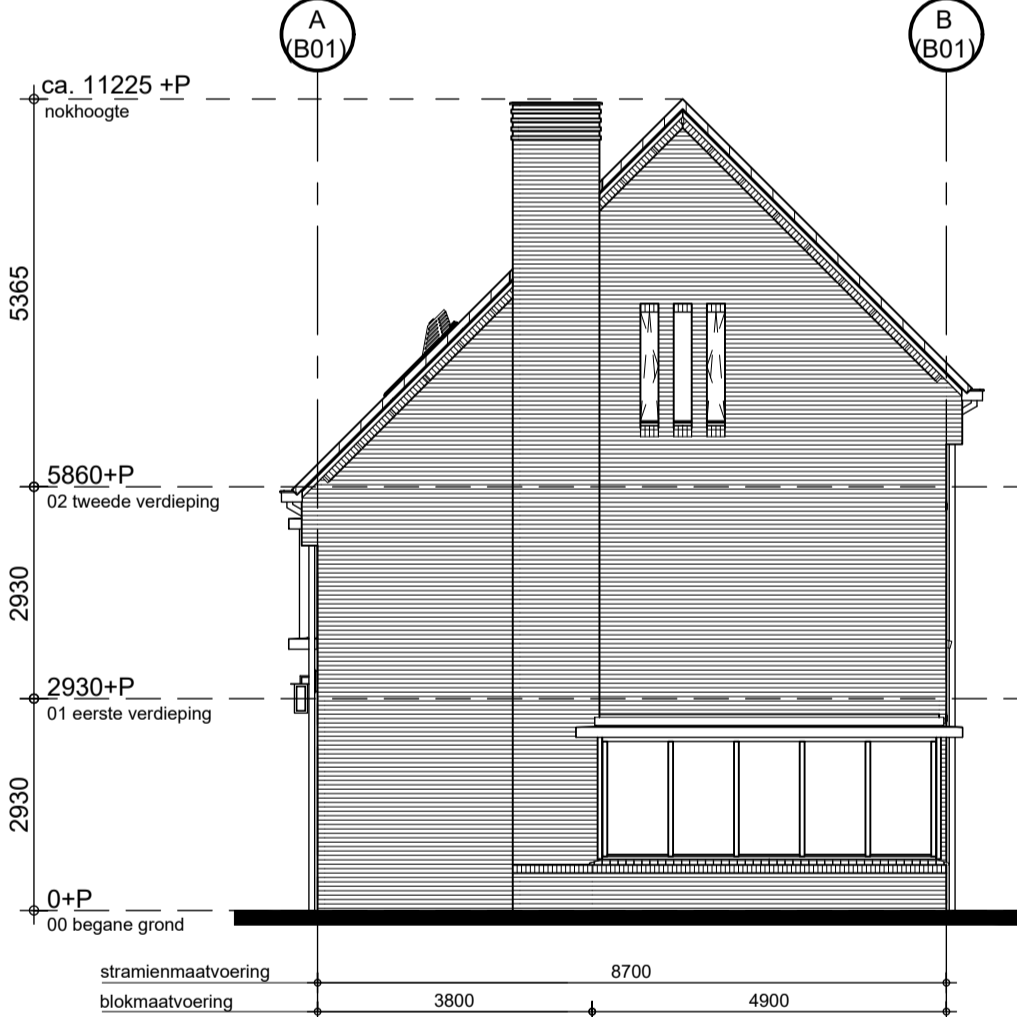 A
(B01)
B
(B01)
ca. 11225 +P
nokhoogte
5365
5860+P
02 tweede verdieping
2930
2930+P
01 eerste verdieping
2930
0+P
00 begane grond
stramienmaatvoering
8700
blokmaatvoering
3800
4900